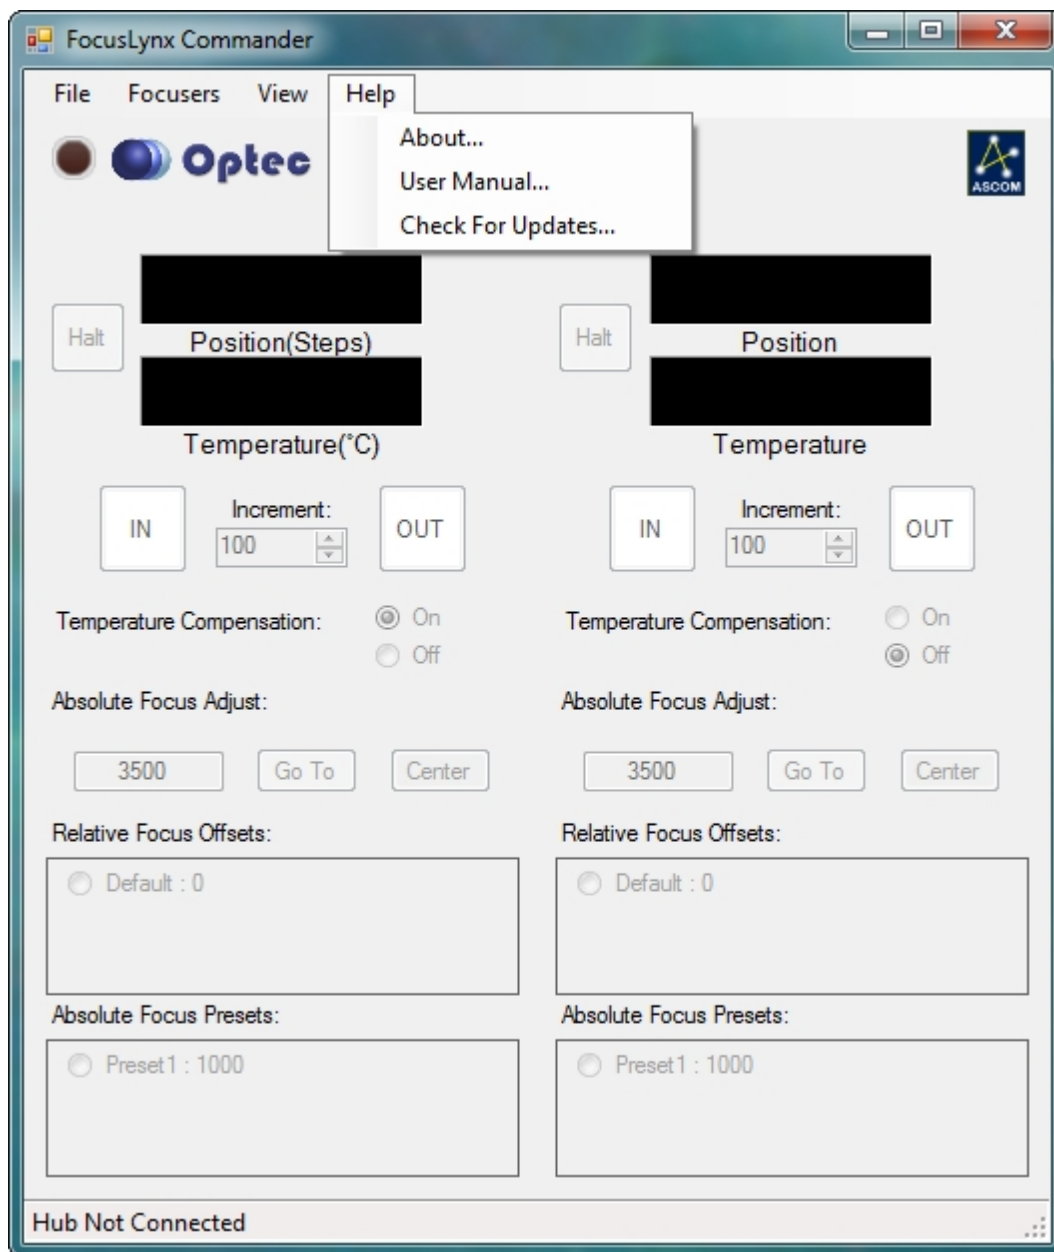 FocusLynx Commander
File Focusers View Help
About...
User Manual...
Check For Updates...
Optec
ASCOM
Halt
Position(Steps)
Temperature(°C)
Halt
Position
Temperature
IN Increment: 100 OUT
IN Increment: 100 OUT
Temperature Compensation: On
Off
Temperature Compensation: On
Off
Absolute Focus Adjust:
Absolute Focus Adjust:
3500 Go To Center
3500 Go To Center
Relative Focus Offsets:
Relative Focus Offsets:
Default : 0
Default : 0
Absolute Focus Presets:
Absolute Focus Presets:
Preset1 : 1000
Preset1 : 1000
Hub Not Connected